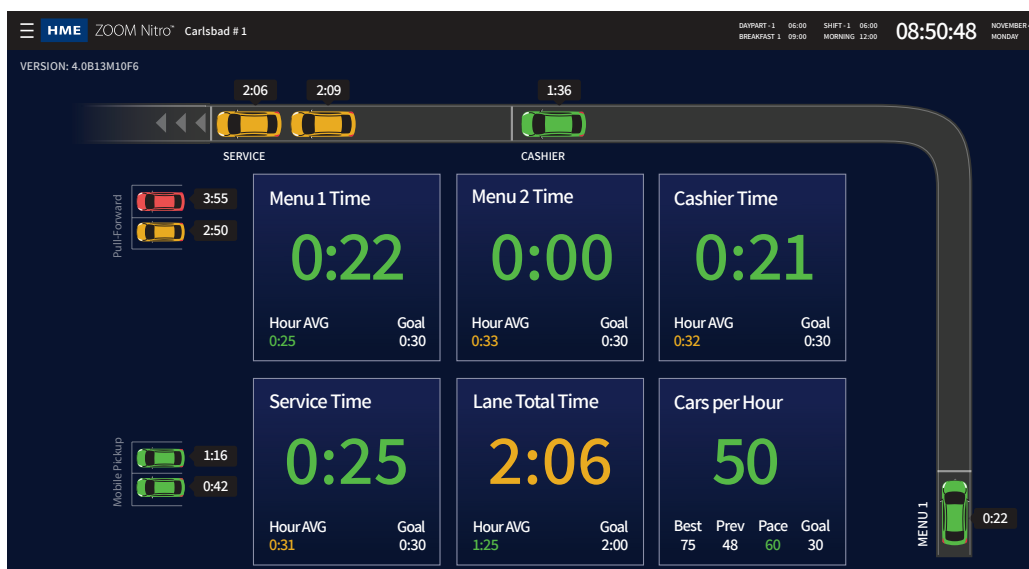 HME ZOOM Nitro™ Carlsbad # 1
DAYPART - 1 06:00 SHIFT - 1 06:00 08:50:48 NOVEMBER
BREAKFAST 1 09:00 MORNING 12:00 MONDAY
VERSION: 4.0B13M10F6
2:06 2:09 1:36
SERVICE CASHIER
Pull-Forward
3:55
2:50
Menu 1 Time
0:22
Hour AVG Goal
0:25 0:30
Menu 2 Time
0:00
Hour AVG Goal
0:33 0:30
Cashier Time
0:21
Hour AVG Goal
0:32 0:30
Mobile Pickup
1:16
0:42
Service Time
0:25
Hour AVG Goal
0:31 0:30
Lane Total Time
2:06
Hour AVG Goal
1:25 2:00
Cars per Hour
50
Best Prev Pace Goal
75 48 60 30
MENU 1
0:22